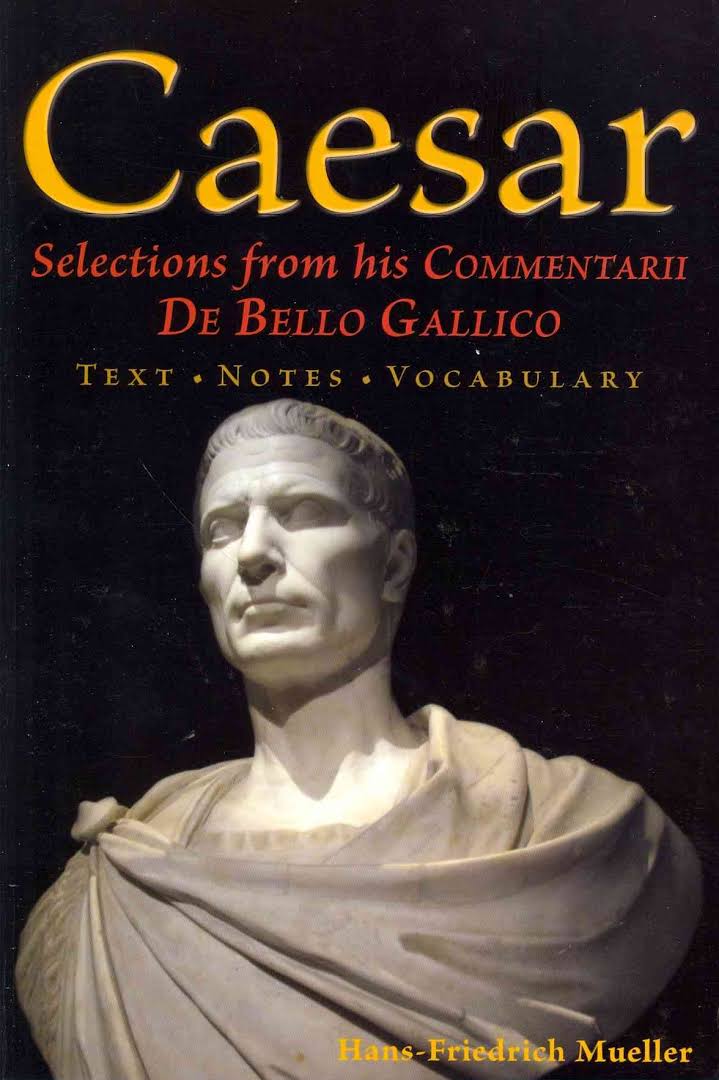 Caesar
Selections from his COMMENTARII
DE BELLO GALLICO
TEXT • NOTES • VOCABULARY
Hans-Friedrich Mueller